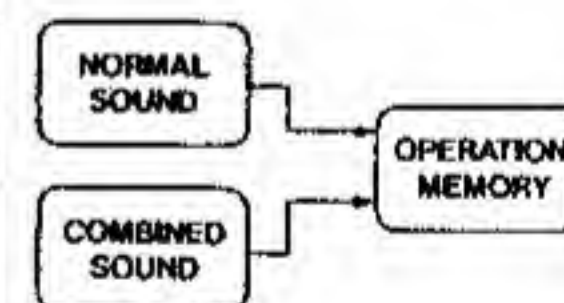 NORMAL
SOUND
OPERATION
MEMORY
COMBINED
SOUND